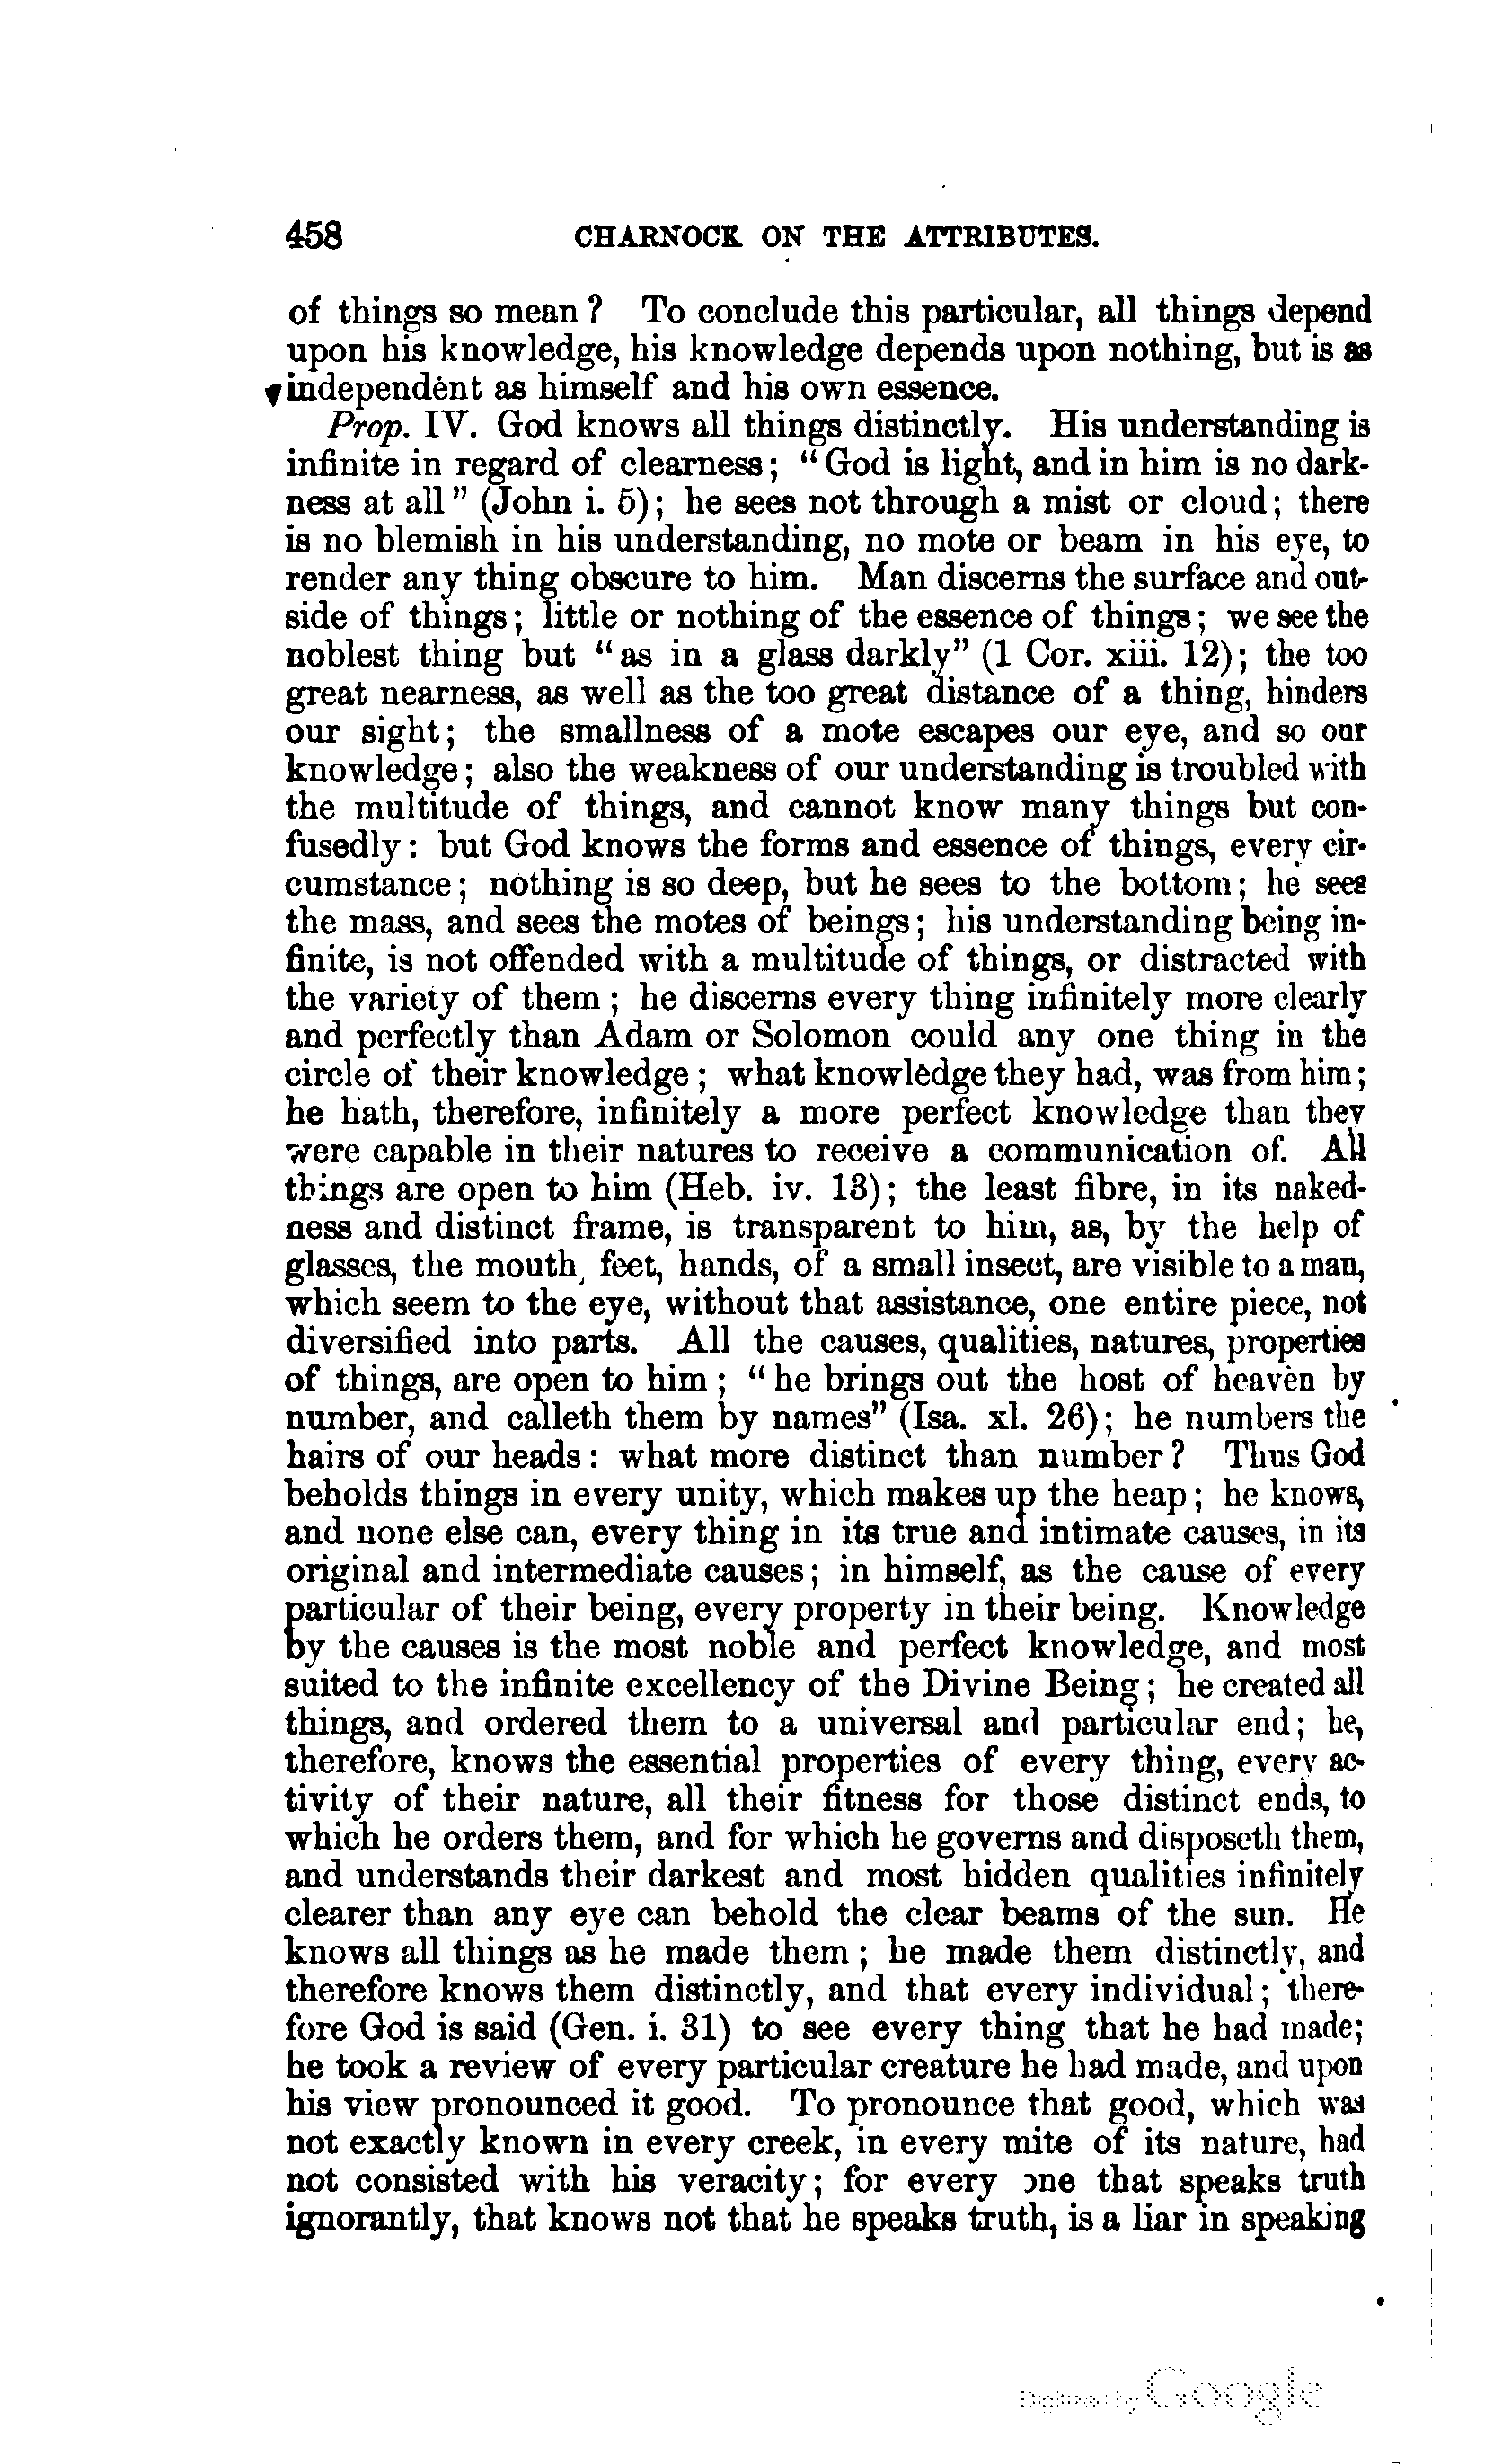 458 CHARNOCK ON THE ATTRIBUTES.
of things so mean? To conclude this particular, all things depend
upon his knowledge, his knowledge depends upon nothing, but is as
independent as himself and his own essence.
Prop. IV. God knows all things distinctly. His understanding is
infinite in regard of clearness; “God is light, and in him is no dark-
ness at all” (John i. 5); he sees not through a mist or cloud; there
is no blemish in his understanding, no mote or beam in his eye, to
render any thing obscure to him. Man discerns the surface and out-
side of things; little or nothing of the essence of things; we see the
noblest thing but “as in a glass darkly” (1 Cor. xiii. 12); the too
great nearness, as well as the too great distance of a thing, hinders
our sight; the smallness of a mote escapes our eye, and so our
knowledge; also the weakness of our understanding is troubled with
the multitude of things, and cannot know many things but con-
fusedly: but God knows the forms and essence of things, every cir-
cumstance; nothing is so deep, but he sees to the bottom; he sees
the mass, and sees the motes of beings; his understanding being in-
finite, is not offended with a multitude of things, or distracted with
the variety of them; he discerns every thing infinitely more clearly
and perfectly than Adam or Solomon could any one thing in the
circle of their knowledge; what knowledge they had, was from him;
he hath, therefore, infinitely a more perfect knowledge than they
were capable in their natures to receive a communication of. All
things are open to him (Heb. iv. 13); the least fibre, in its naked-
ness and distinct frame, is transparent to him, as, by the help of
glasses, the mouth, feet, hands, of a small insect, are visible to a man,
which seem to the eye, without that assistance, one entire piece, not
diversified into parts. All the causes, qualities, natures, properties
of things, are open to him; “he brings out the host of heaven by
number, and calleth them by names” (Isa. xl. 26); he numbers the
hairs of our heads: what more distinct than number? Thus God
beholds things in every unity, which makes up the heap; he knows,
and none else can, every thing in its true and intimate causes, in its
original and intermediate causes; in himself, as the cause of every
particular of their being, every property in their being. Knowledge
by the causes is the most noble and perfect knowledge, and most
suited to the infinite excellency of the Divine Being; he created all
things, and ordered them to a universal and particular end; he,
therefore, knows the essential properties of every thing, every ac-
tivity of their nature, all their fitness for those distinct ends, to
which he orders them, and for which he governs and disposeth them,
and understands their darkest and most hidden qualities infinitely
clearer than any eye can behold the clear beams of the sun. He
knows all things as he made them; he made them distinctly, and
therefore knows them distinctly, and that every individual; there-
fore God is said (Gen. i. 31) to see every thing that he had made;
he took a review of every particular creature he had made, and upon
his view pronounced it good. To pronounce that good, which was
not exactly known in every creek, in every mite of its nature, had
not consisted with his veracity; for every one that speaks truth
ignorantly, that knows not that he speaks truth, is a liar in speaking
Digitized by Google